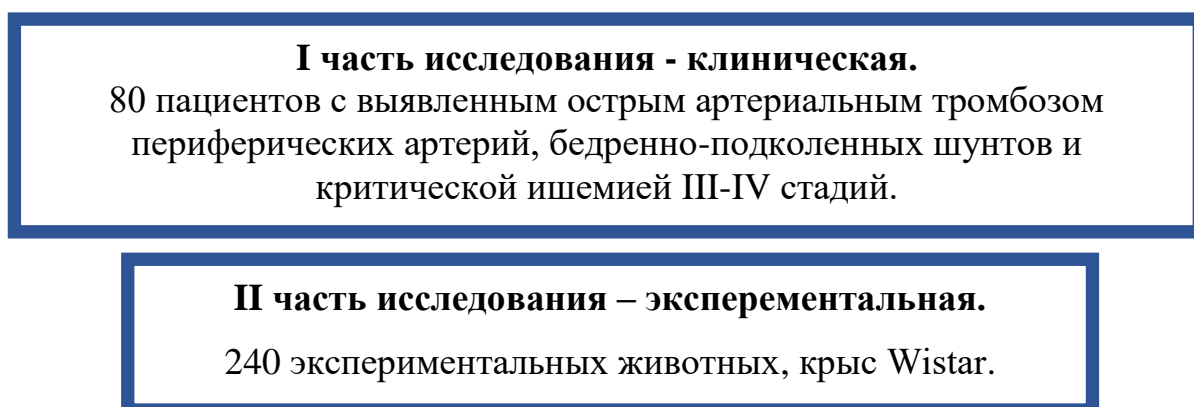 I часть исследования - клиническая.
80 пациентов с выявленным острым артериальным тромбозом
периферических артерий, бедренно-подколенных шунтов и
критической ишемией III-IV стадий.
II часть исследования – эксперементальная.
240 экспериментальных животных, крыс Wistar.